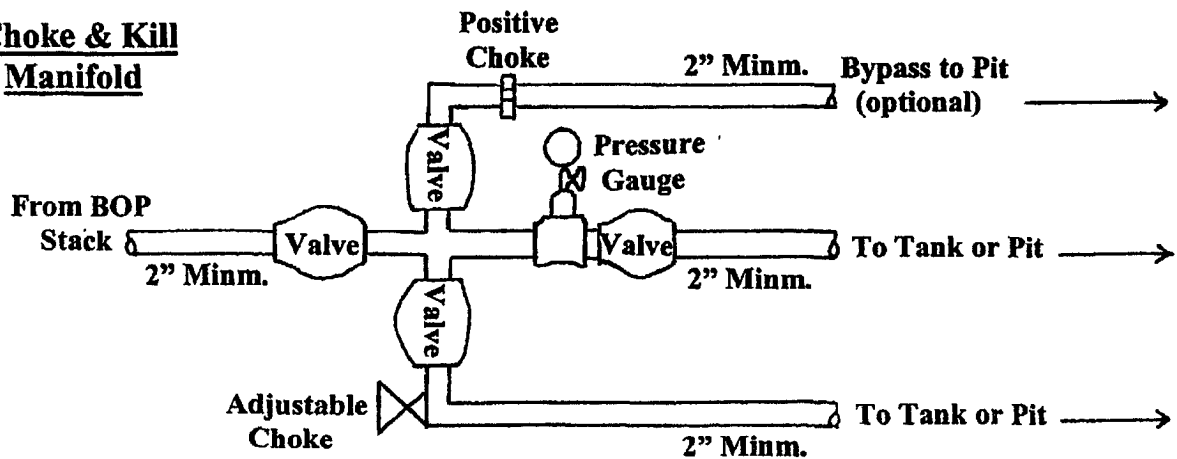 Choke & Kill
Manifold
Positive
Choke
2" Minm.
Bypass to Pit
(optional)
Valve
Pressure
Gauge
From BOP
Stack
Valve
Valve
To Tank or Pit
2" Minm.
2" Minm.
Valve
Adjustable
Choke
To Tank or Pit
2" Minm.